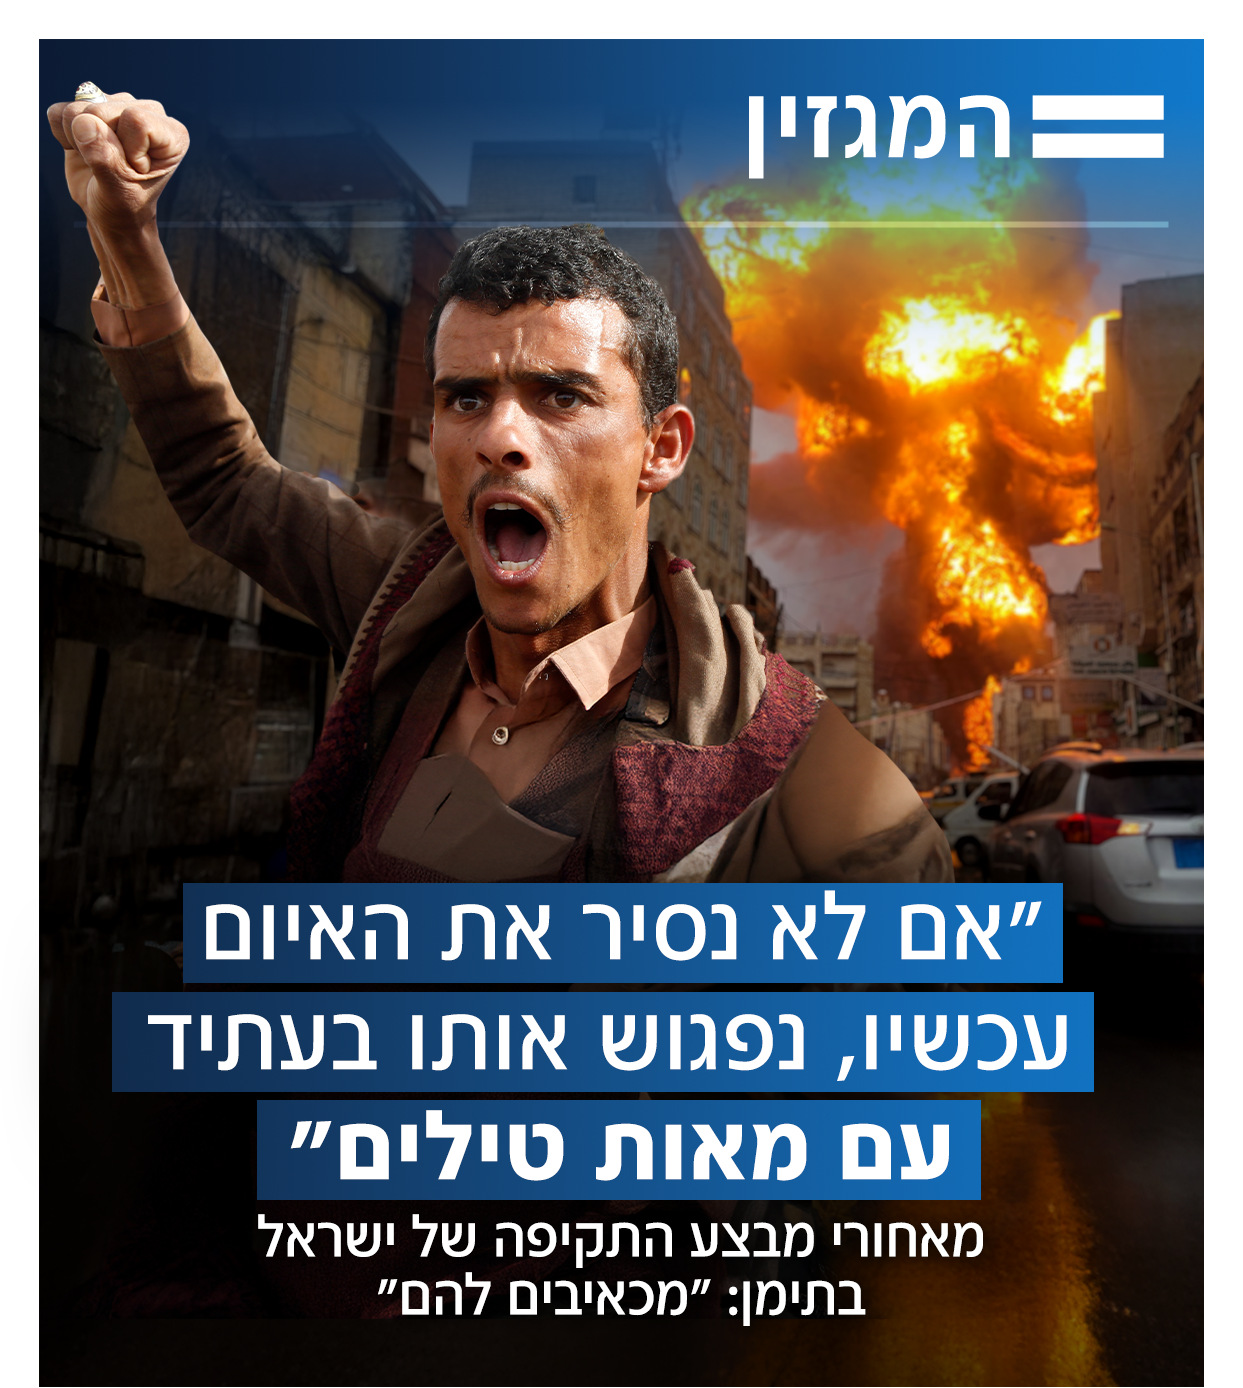 המגזין
"אם לא נסיר את האיום
עכשיו, נפגוש אותו בעתיד
עם מאות טילים"
מאחורי מבצע התקיפה של ישראל
בתימן: "מכאיבים להם"